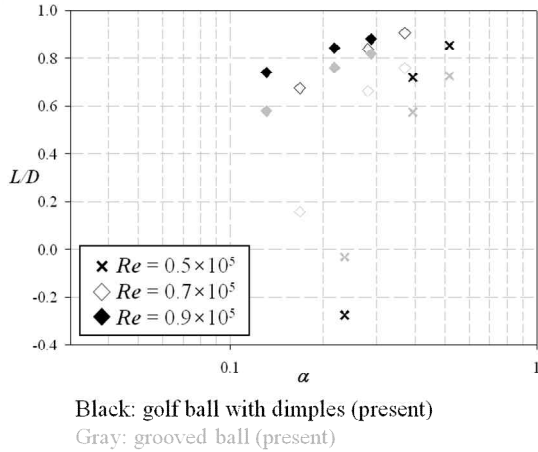 1.0
0.8
0.6
0.4
L/D
0.2
0.0
-0.2
-0.4
Re = 0.5×10⁵
Re = 0.7×10⁵
Re = 0.9×10⁵
0.1
1
α
Black: golf ball with dimples (present)
Gray: grooved ball (present)